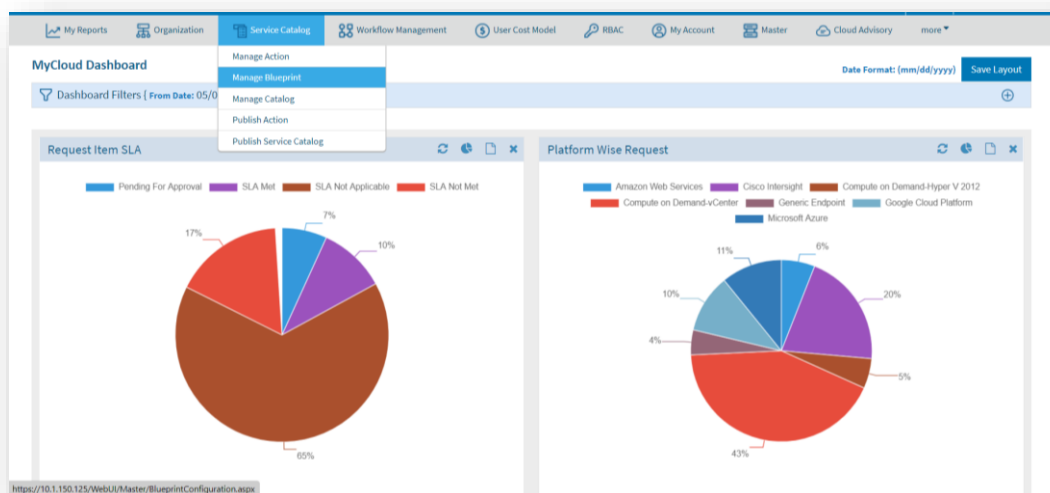 My Reports Organization Service Catalog Workflow Management User Cost Model RBAC My Account Master Cloud Advisory more
Manage Action
Manage Blueprint
Manage Catalog
Publish Action
Publish Service Catalog
MyCloud Dashboard
Date Format: (mm/dd/yyyy) Save Layout
Dashboard Filters { From Date: 05/0
Request Item SLA
Pending For Approval SLA Met SLA Not Applicable SLA Not Met
7%
10%
17%
65%
Platform Wise Request
Amazon Web Services Cisco Intersight Compute on Demand-Hyper V 2012
Compute on Demand-vCenter Generic Endpoint Google Cloud Platform
Microsoft Azure
11%
6%
10%
20%
4%
5%
43%
https://10.1.150.125/WebUI/Master/BlueprintConfiguration.aspx